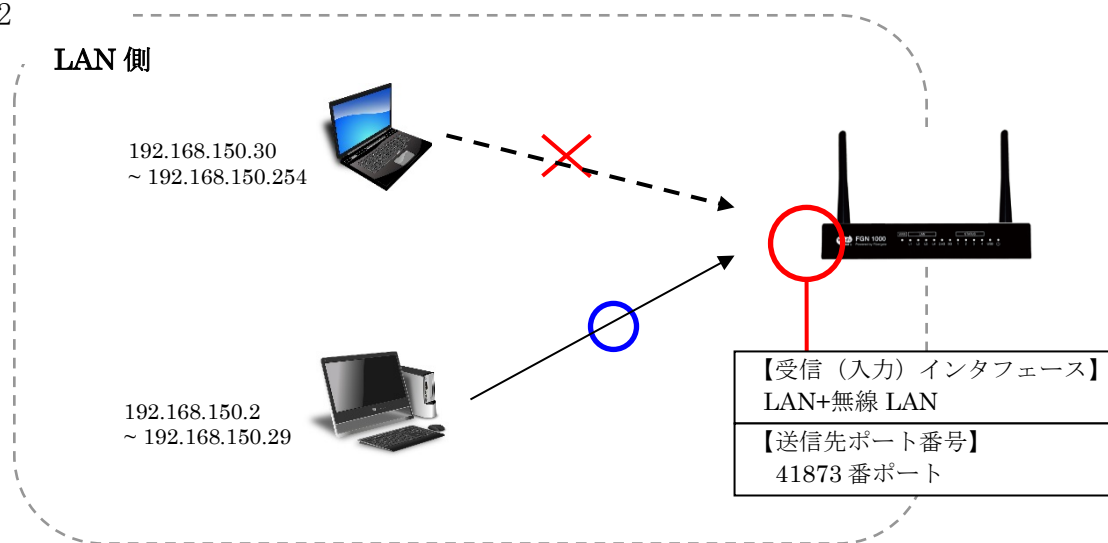 2
LAN 側
192.168.150.30
~ 192.168.150.254
FGN 1000
192.168.150.2
~ 192.168.150.29
【受信（入力）インタフェース】
LAN+無線 LAN
【送信先ポート番号】
41873 番ポート